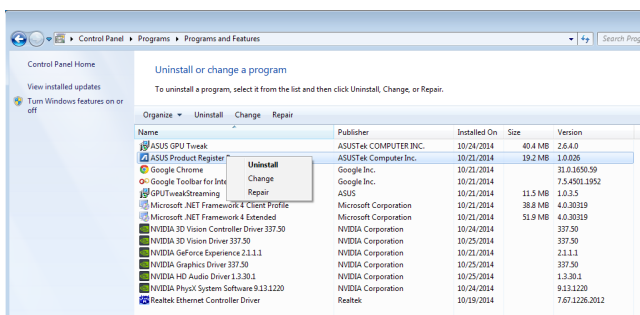 Control Panel ▸ Programs ▸ Programs and Features
Search Prog
Control Panel Home
View installed updates
Turn Windows features on or
off
Uninstall or change a program
To uninstall a program, select it from the list and then click Uninstall, Change, or Repair.
Organize Uninstall Change Repair
Name Publisher Installed On Size Version
ASUS GPU Tweak ASUSTek COMPUTER INC. 10/24/2014 40.4 MB 2.6.4.0
ASUS Product Register ASUSTek Computer Inc. 10/21/2014 19.2 MB 1.0.026
Google Chrome Google Inc. 10/21/2014 31.0.1650.59
Google Toolbar for Inte Google Inc. 10/24/2014 7.5.4501.1952
GPUTweakStreaming ASUS 10/21/2014 11.5 MB 1.0.3.5
Microsoft .NET Framework 4 Client Profile Microsoft Corporation 10/21/2014 38.8 MB 4.0.30319
Microsoft .NET Framework 4 Extended Microsoft Corporation 10/21/2014 51.9 MB 4.0.30319
NVIDIA 3D Vision Controller Driver 337.50 NVIDIA Corporation 10/24/2014 337.50
NVIDIA 3D Vision Driver 337.50 NVIDIA Corporation 10/25/2014 337.50
NVIDIA GeForce Experience 2.1.1.1 NVIDIA Corporation 10/21/2014 2.1.1.1
NVIDIA Graphics Driver 337.50 NVIDIA Corporation 10/25/2014 337.50
NVIDIA HD Audio Driver 1.3.30.1 NVIDIA Corporation 10/25/2014 1.3.30.1
NVIDIA PhysX System Software 9.13.1220 NVIDIA Corporation 10/24/2014 9.13.1220
Realtek Ethernet Controller Driver Realtek 10/19/2014 7.67.1226.2012
Uninstall
Change
Repair